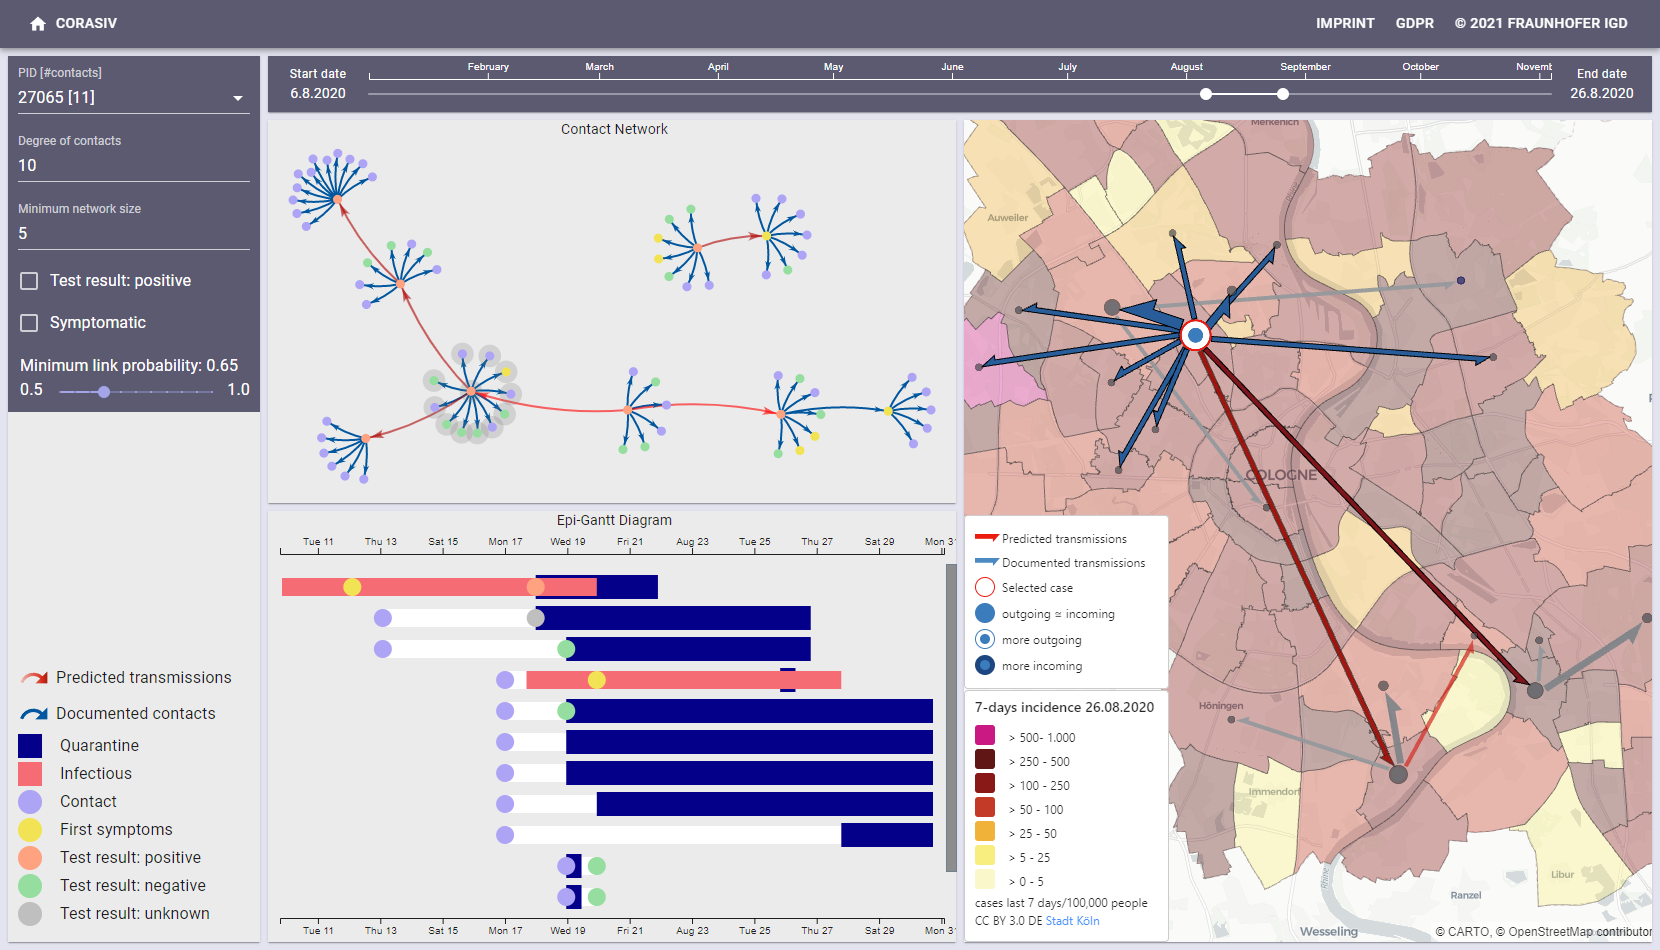 CORASIV
IMPRINT GDPR © 2021 FRAUNHOFER IGD
PID [#contacts]
27065 [11]
Degree of contacts
10
Minimum network size
5
Test result: positive
Symptomatic
Minimum link probability: 0.65
0.5 1.0
Predicted transmissions
Documented contacts
Quarantine
Infectious
Contact
First symptoms
Test result: positive
Test result: negative
Test result: unknown
Start date
6.8.2020
February March April May June July August September October Novemb
End date
26.8.2020
Contact Network
Epi-Gantt Diagram
Tue 11 Thu 13 Sat 15 Mon 17 Wed 19 Fri 21 Aug 23 Tue 25 Thu 27 Sat 29 Mon 31
Tue 11 Thu 13 Sat 15 Mon 17 Wed 19 Fri 21 Aug 23 Tue 25 Thu 27 Sat 29 Mon 31
Merkenich
Auweiler
COLOGNE
Höningen
Immendorf
Rhine
Libur
Ranzel
Wesseling
Predicted transmissions
Documented transmissions
Selected case
outgoing ≃ incoming
more outgoing
more incoming
7-days incidence 26.08.2020
> 500- 1.000
> 250 - 500
> 100 - 250
> 50 - 100
> 25 - 50
> 5 - 25
> 0 - 5
cases last 7 days/100,000 people
CC BY 3.0 DE Stadt Köln
© CARTO, © OpenStreetMap contributor